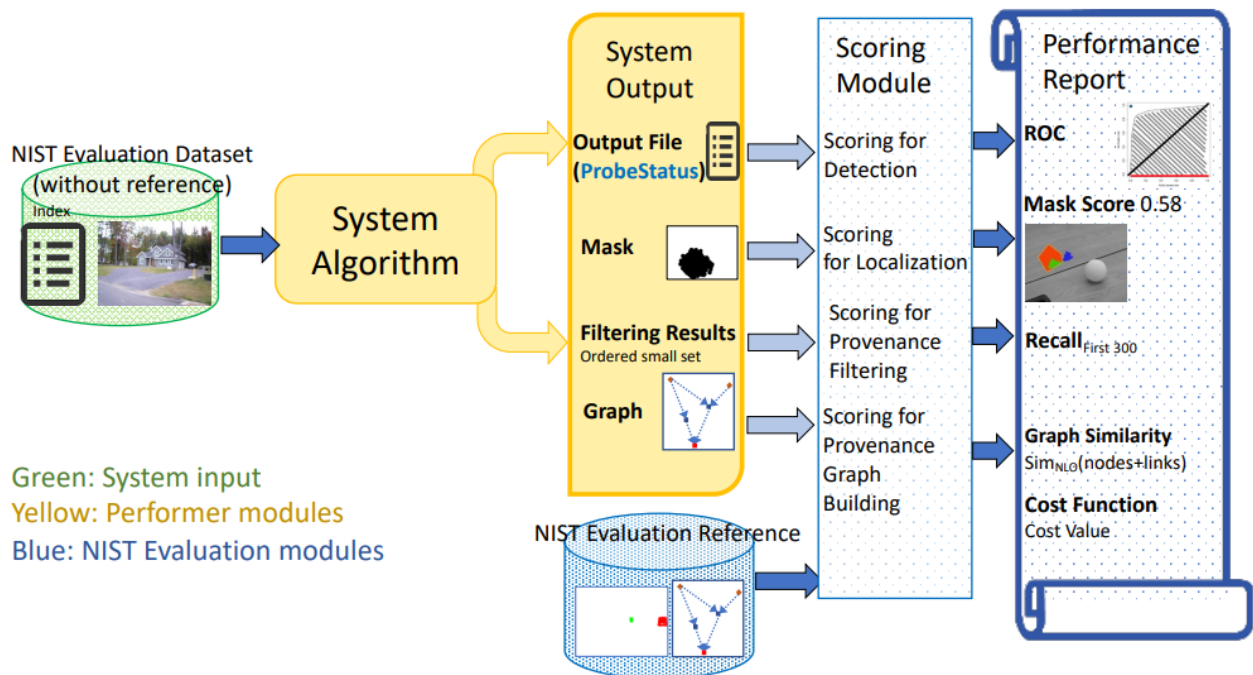 NIST Evaluation Dataset
(without reference)
Index
System
Algorithm
System
Output
Output File
(ProbeStatus)
Mask
Filtering Results
Ordered small set
Graph
Scoring
Module
Scoring for
Detection
Scoring
for Localization
Scoring for
Provenance
Filtering
Scoring for
Provenance
Graph
Building
Performance
Report
ROC
Mask Score 0.58
Recall First 300
Graph Similarity
Sim NLO(nodes+links)
Cost Function
Cost Value
NIST Evaluation Reference
Green: System input
Yellow: Performer modules
Blue: NIST Evaluation modules